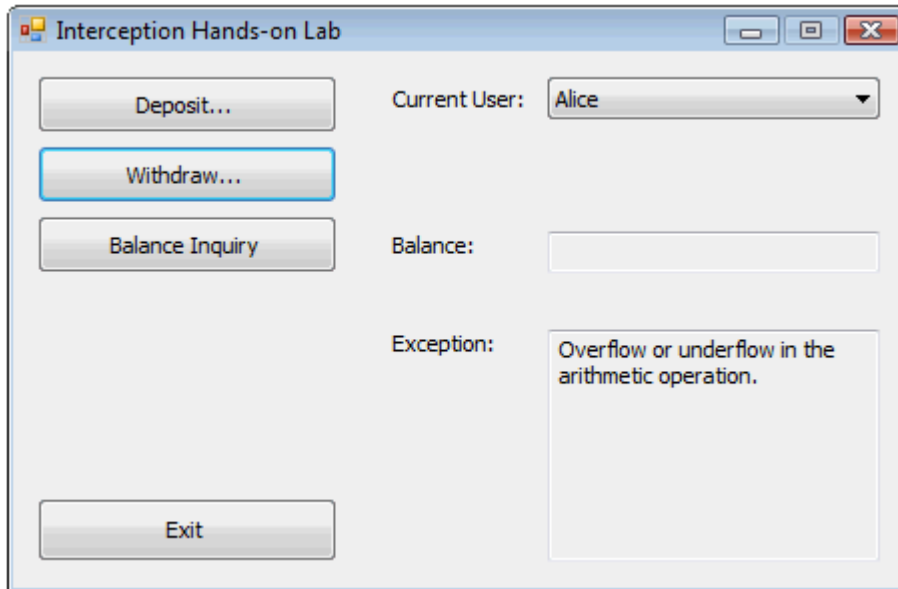 Interception Hands-on Lab
Deposit...
Current User:
Alice
Withdraw...
Balance Inquiry
Balance:
Exception:
Overflow or underflow in the
arithmetic operation.
Exit